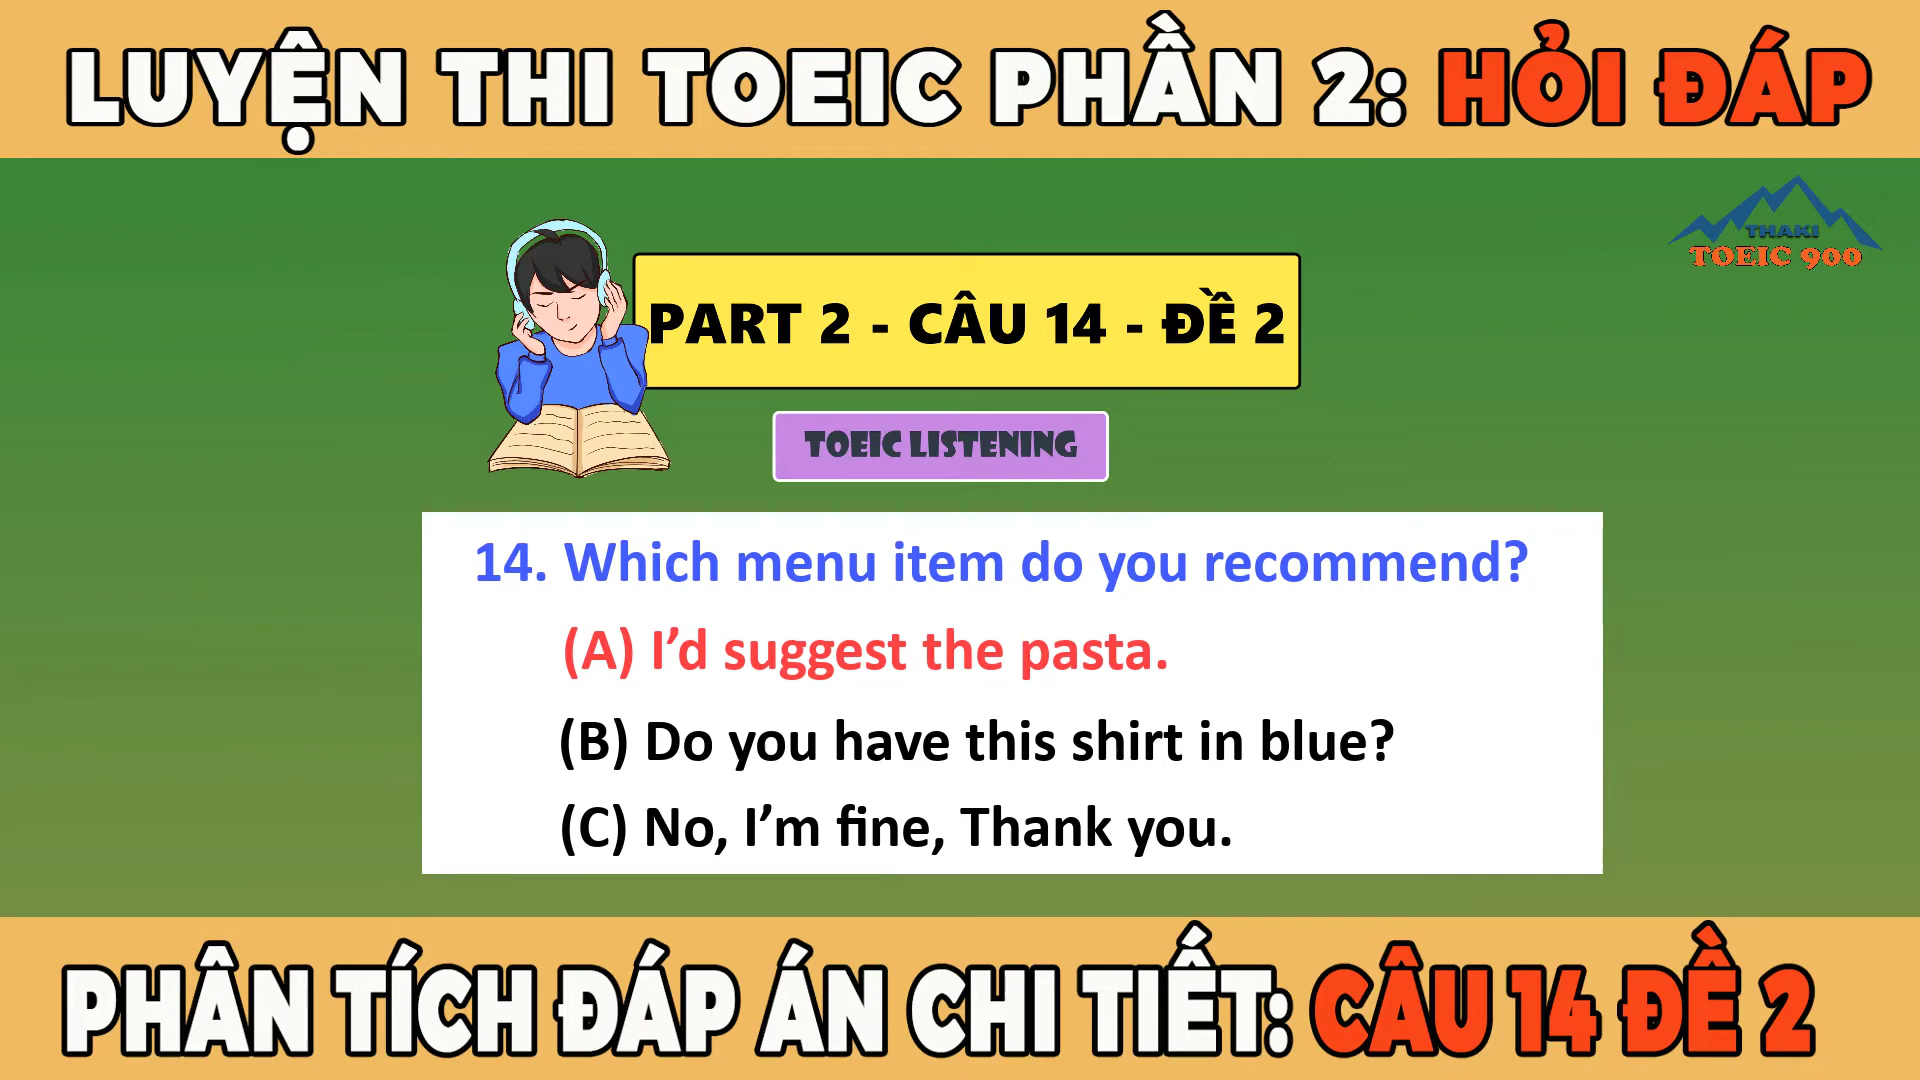 LUYỆN THI TOEIC PHẦN 2: HỎI ĐÁP
THAKI
TOEIC 900
PART 2 - CÂU 14 - ĐỀ 2
TOEIC LISTENING
14. Which menu item do you recommend?
(A) I’d suggest the pasta.
(B) Do you have this shirt in blue?
(C) No, I’m fine, Thank you.
PHÂN TÍCH ĐÁP ÁN CHI TIẾT: CÂU 14 ĐỀ 2